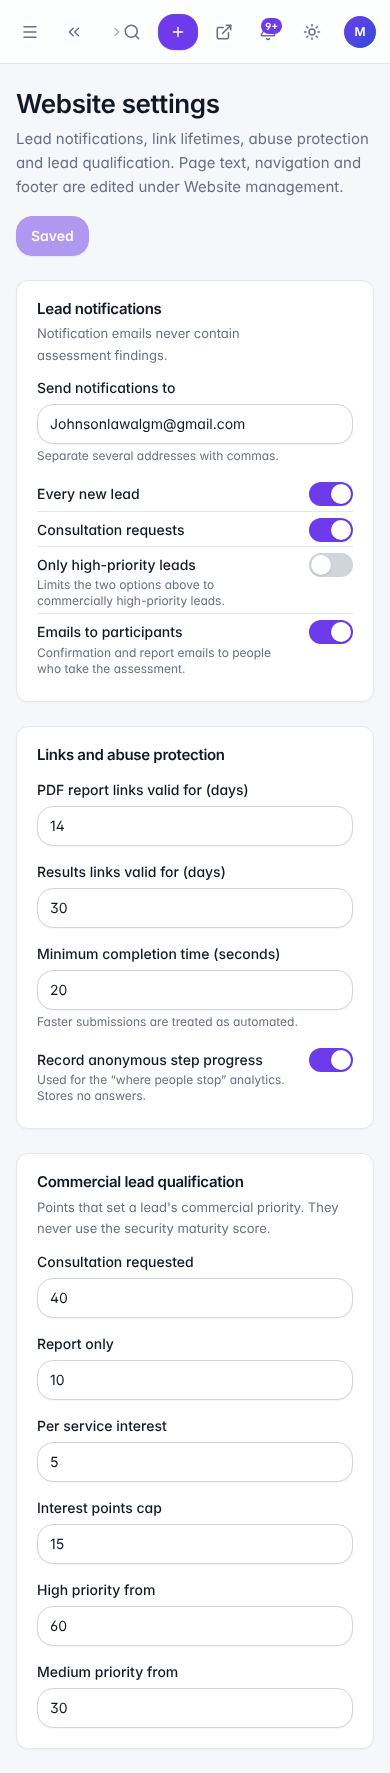 9+
M
Website settings
Lead notifications, link lifetimes, abuse protection
and lead qualification. Page text, navigation and
footer are edited under Website management.
Saved
Lead notifications
Notification emails never contain
assessment findings.
Send notifications to
Johnsonlawalgm@gmail.com
Separate several addresses with commas.
Every new lead
Consultation requests
Only high-priority leads
Limits the two options above to
commercially high-priority leads.
Emails to participants
Confirmation and report emails to people
who take the assessment.
Links and abuse protection
PDF report links valid for (days)
14
Results links valid for (days)
30
Minimum completion time (seconds)
20
Faster submissions are treated as automated.
Record anonymous step progress
Used for the “where people stop” analytics.
Stores no answers.
Commercial lead qualification
Points that set a lead's commercial priority. They
never use the security maturity score.
Consultation requested
40
Report only
10
Per service interest
5
Interest points cap
15
High priority from
60
Medium priority from
30